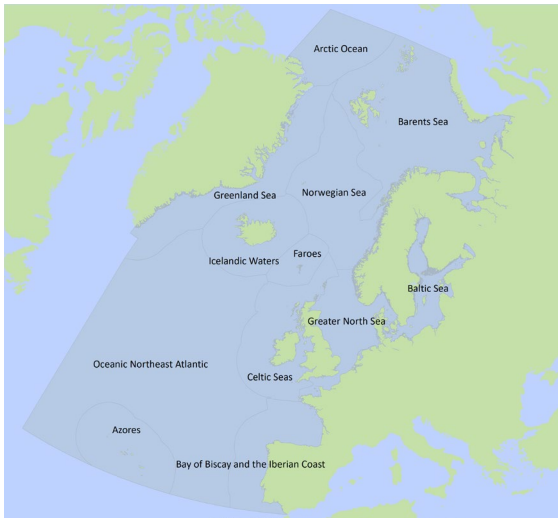 Arctic Ocean
Barents Sea
Greenland Sea
Norwegian Sea
Icelandic Waters
Faroes
Baltic Sea
Greater North Sea
Oceanic Northeast Atlantic
Celtic Seas
Azores
Bay of Biscay and the Iberian Coast